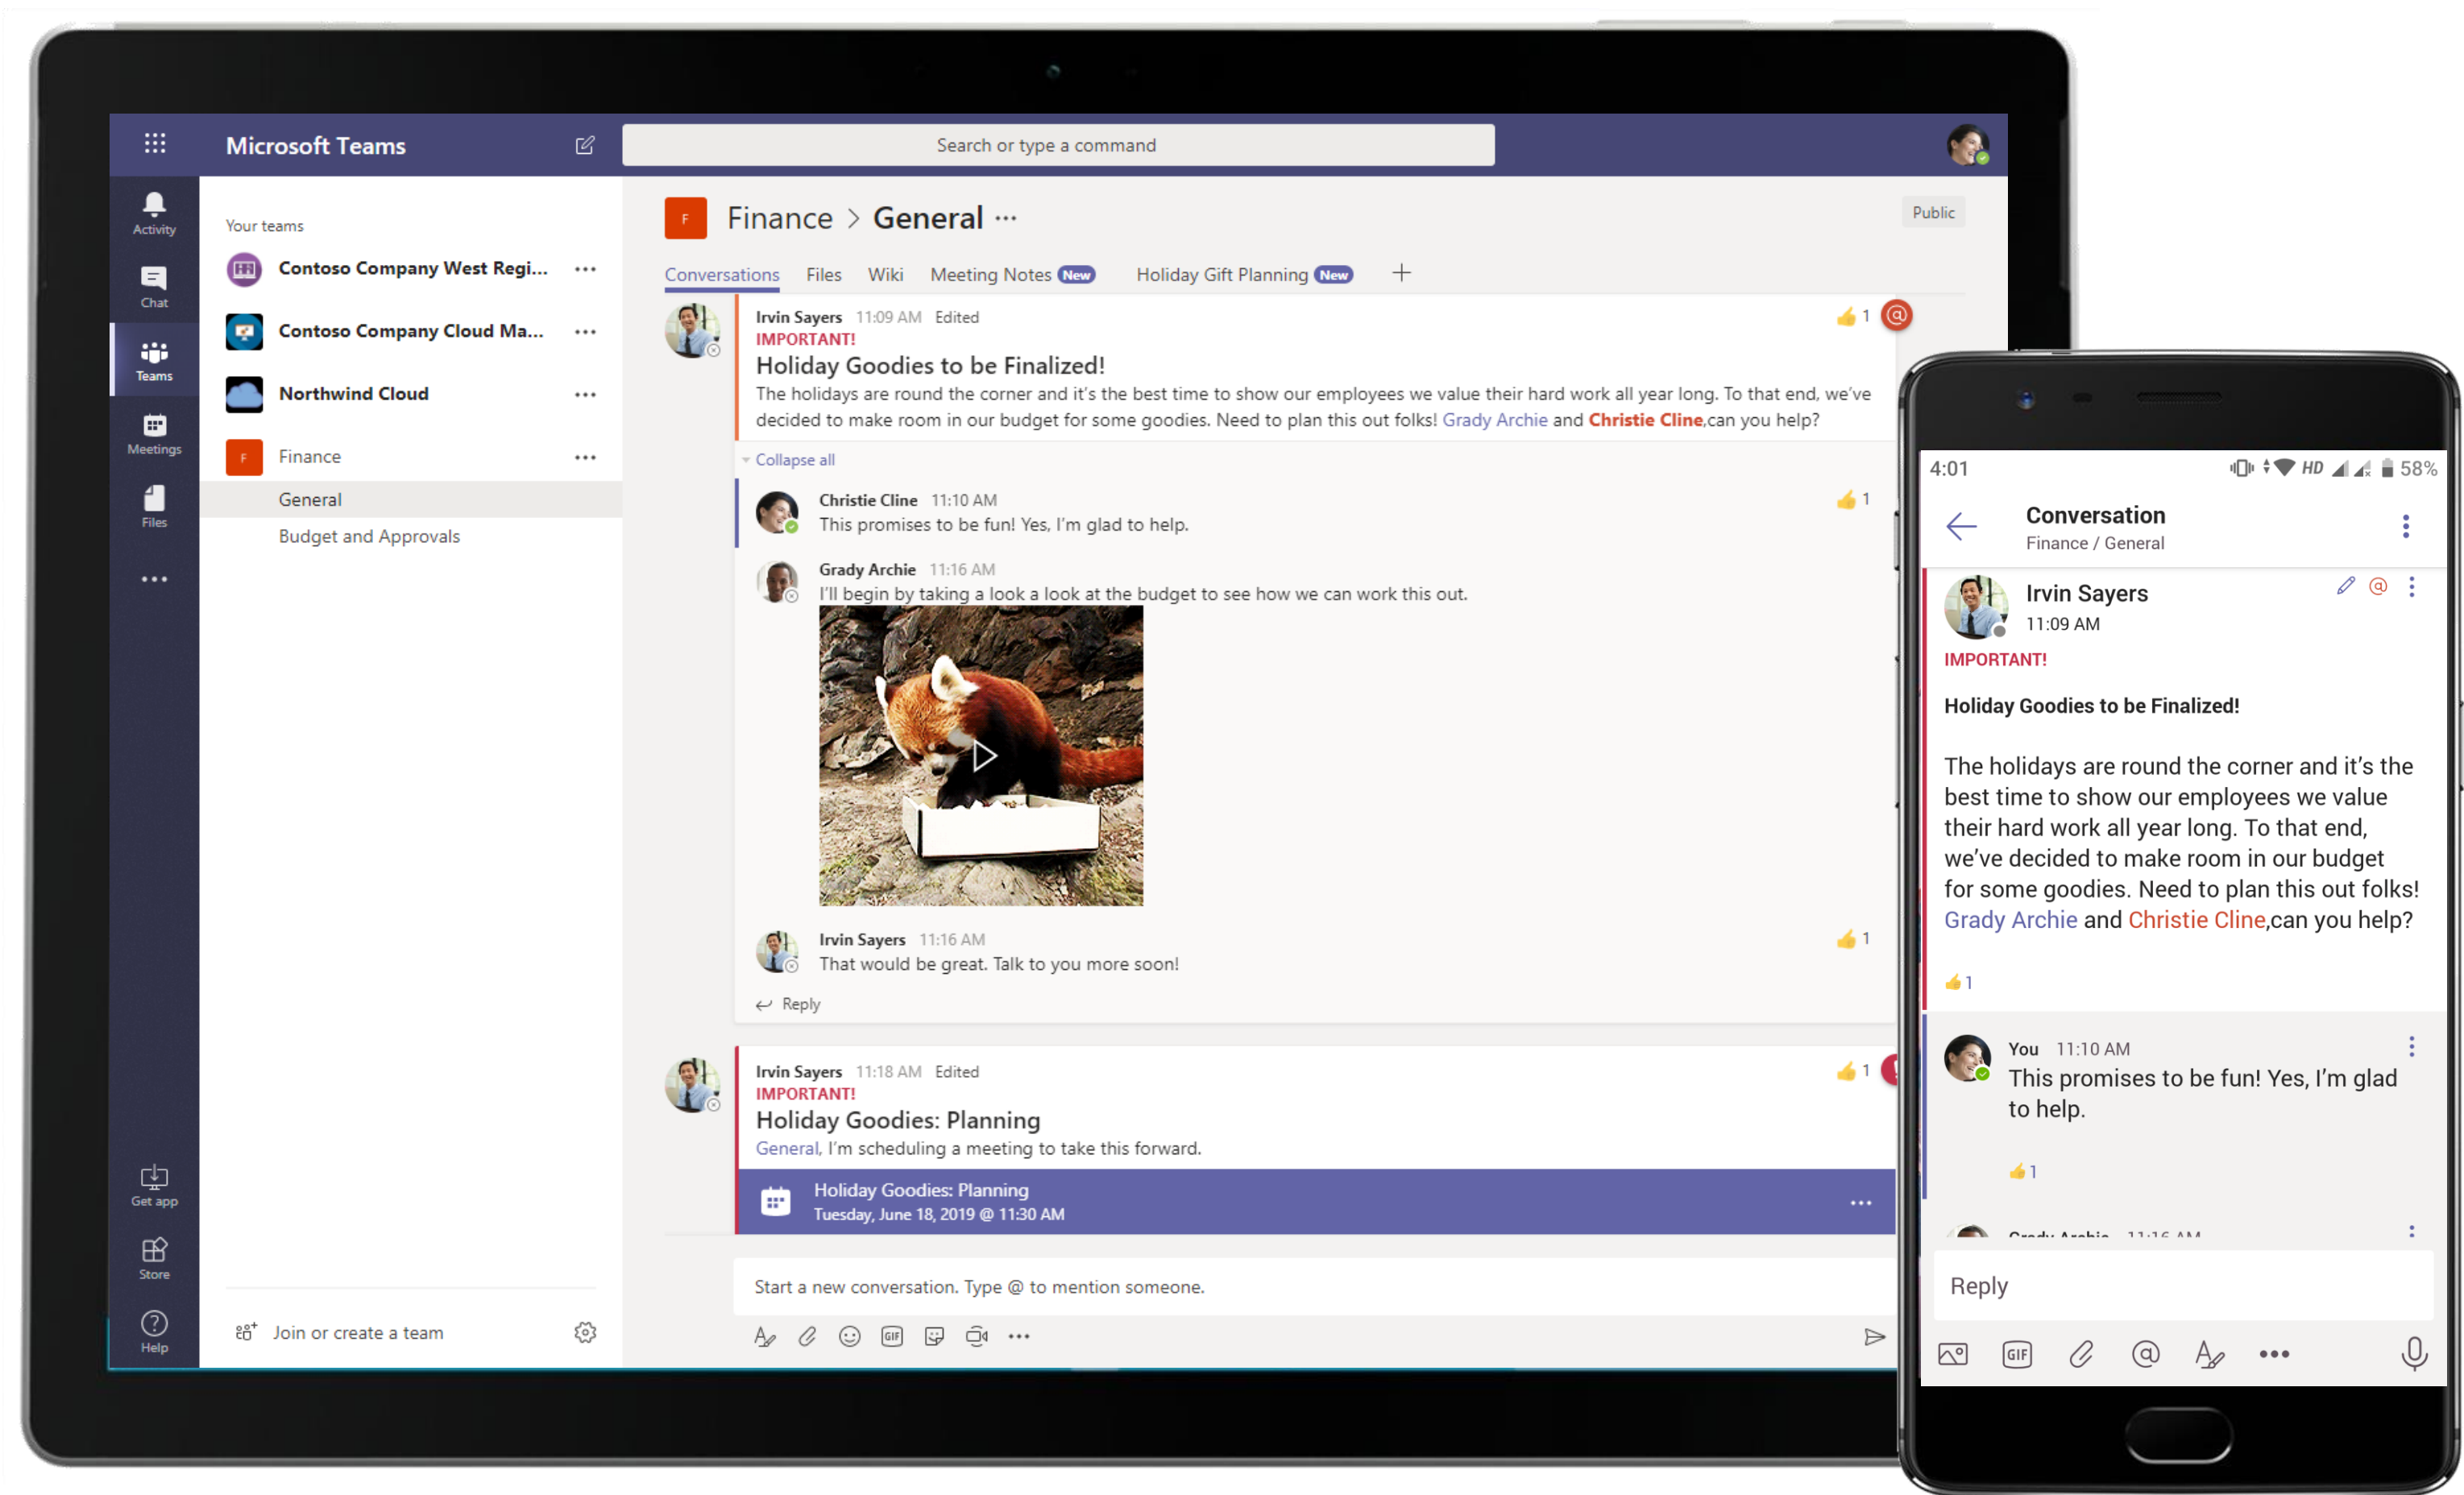 Microsoft Teams
Search or type a command
Activity
Chat
Teams
Meetings
Files
Get app
Store
Help
Your teams
Contoso Company West Regi...
Contoso Company Cloud Ma...
Northwind Cloud
F Finance
General
Budget and Approvals
Join or create a team
F Finance > General
Public
Conversations Files Wiki Meeting Notes New Holiday Gift Planning New
Irvin Sayers 11:09 AM Edited 1
IMPORTANT!
Holiday Goodies to be Finalized!
The holidays are round the corner and it's the best time to show our employees we value their hard work all year long. To that end, we've
decided to make room in our budget for some goodies. Need to plan this out folks! Grady Archie and Christie Cline,can you help?
Collapse all
Christie Cline 11:10 AM 1
This promises to be fun! Yes, I'm glad to help.
Grady Archie 11:16 AM
I'll begin by taking a look a look at the budget to see how we can work this out.
Irvin Sayers 11:16 AM 1
That would be great. Talk to you more soon!
Reply
Irvin Sayers 11:18 AM Edited 1
IMPORTANT!
Holiday Goodies: Planning
General, I'm scheduling a meeting to take this forward.
Holiday Goodies: Planning
Tuesday, June 18, 2019 @ 11:30 AM
Start a new conversation. Type @ to mention someone.
GIF
4:01 HD 58%
Conversation
Finance / General
Irvin Sayers
11:09 AM
IMPORTANT!
Holiday Goodies to be Finalized!
The holidays are round the corner and it's the
best time to show our employees we value
their hard work all year long. To that end,
we've decided to make room in our budget
for some goodies. Need to plan this out folks!
Grady Archie and Christie Cline,can you help?
1
You 11:10 AM
This promises to be fun! Yes, I'm glad
to help.
1
Grady Archie 11:16 AM
Reply
GIF @